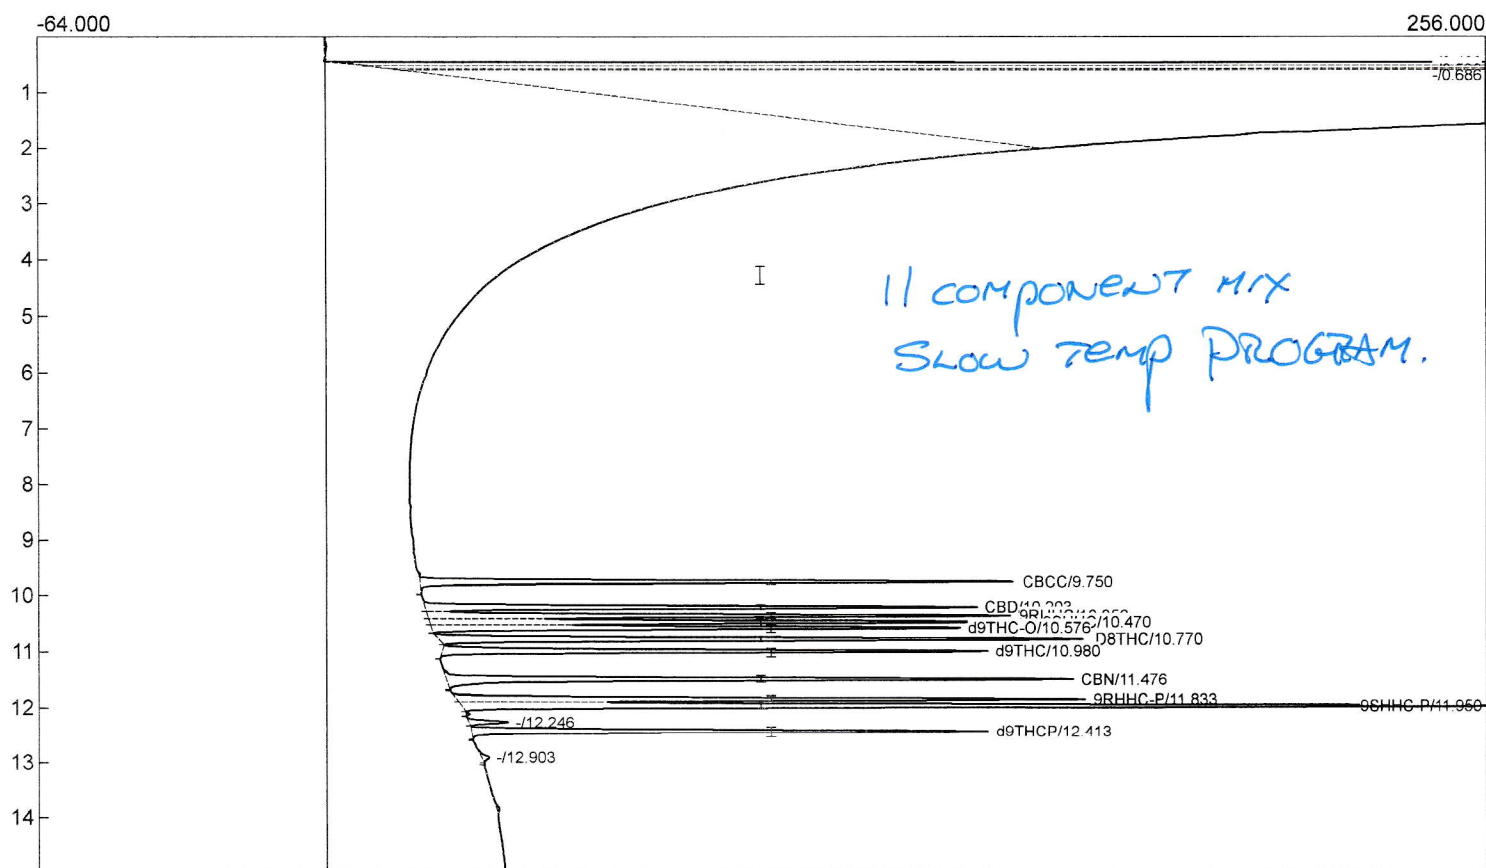 -64.000
256.000
-/0.686
1
2
3
4
5
6
7
8
9
10
11
12
13
14
11 COMPONENT MIX
SLOW TEMP PROGRAM.
CBCC/9.750
CBD/10.203
/10.470
d9THC-O/10.576
D8THC/10.770
d9THC/10.980
CBN/11.476
9RHHC-P/11.833
9SHHC-P/11.950
-/12.246
d9THCP/12.413
-/12.903